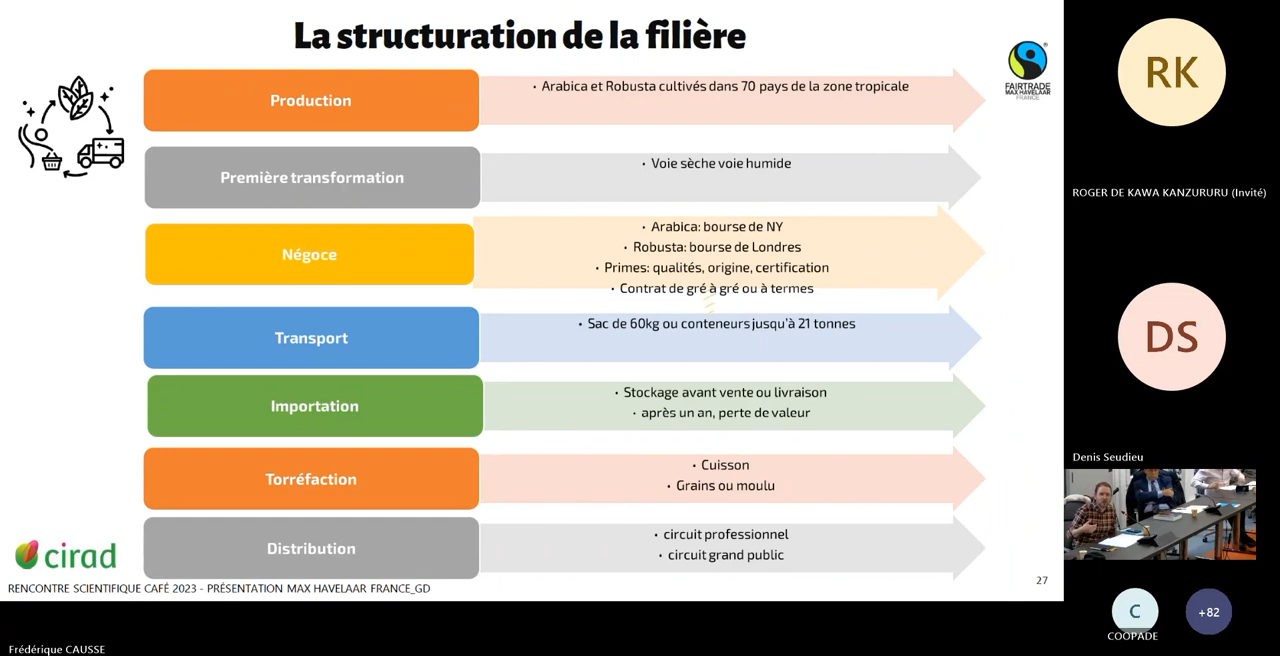 La structuration de la filière
FAIRTRADE
MAX HAVELAAR
FRANCE
Production
• Arabica et Robusta cultivés dans 70 pays de la zone tropicale
Première transformation
• Voie sèche voie humide
Négoce
• Arabica: bourse de NY
• Robusta: bourse de Londres
• Primes: qualités, origine, certification
• Contrat de gré à gré ou à termes
Transport
• Sac de 60kg ou conteneurs jusqu'à 21 tonnes
Importation
• Stockage avant vente ou livraison
• après un an, perte de valeur
Torréfaction
• Cuisson
• Grains ou moulu
Distribution
• circuit professionnel
• circuit grand public
cirad
27
RENCONTRE SCIENTIFIQUE CAFÉ 2023 - PRÉSENTATION MAX HAVELAAR FRANCE_GD
Frédérique CAUSSE
RK
ROGER DE KAWA KANZURURU (Invité)
DS
Denis Seudieu
C
+82
COOPADE